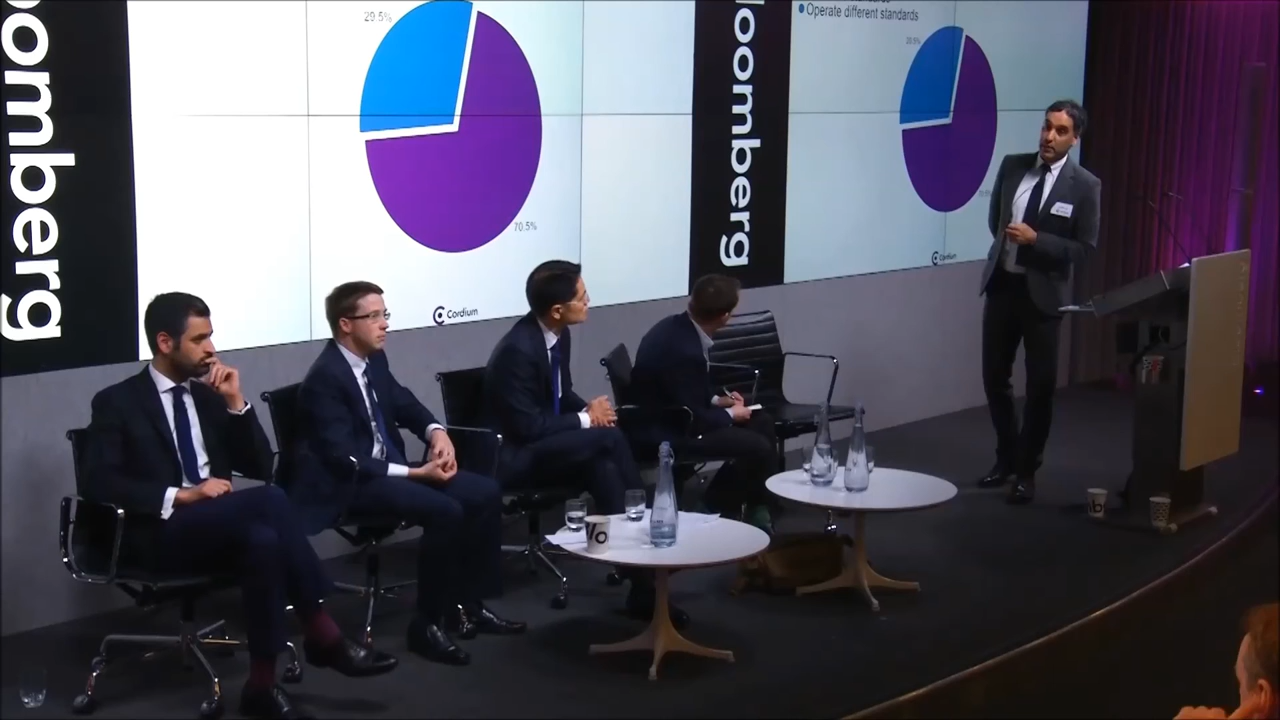 oomberg
29.5%
70.5%
Cordium
loomberg
Operate different standards
29.5%
Cordium